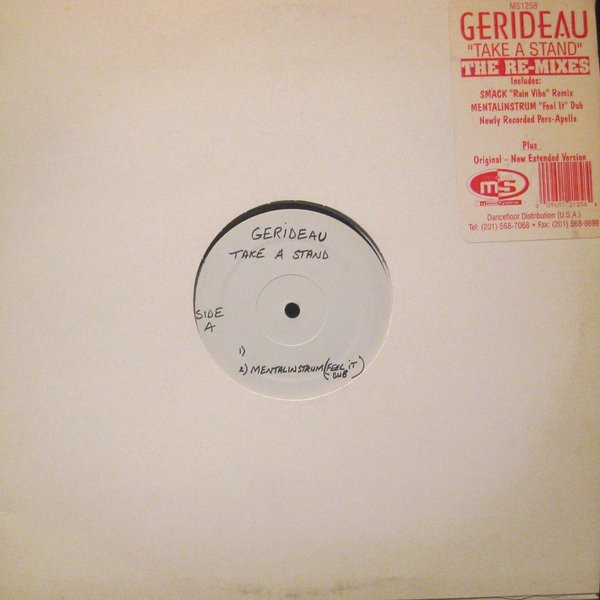 MS1258
GERIDEAU
"TAKE A STAND"
THE RE-MIXES
Includes:
SMACK "Rain Vibe" Remix
MENTALINSTRUM "Feel It" Dub
Newly Recorded Perc-Apella
Plus
Original - New Extended Version
ms
Dancefloor Distribution (U.S.A.)
Tel: (201) 568-7066 • Fax: (201) 568-8699
GERIDEAU
TAKE A STAND
SIDE
A
1)
2) MENTALINSTRUM (FEEL IT
DUB)